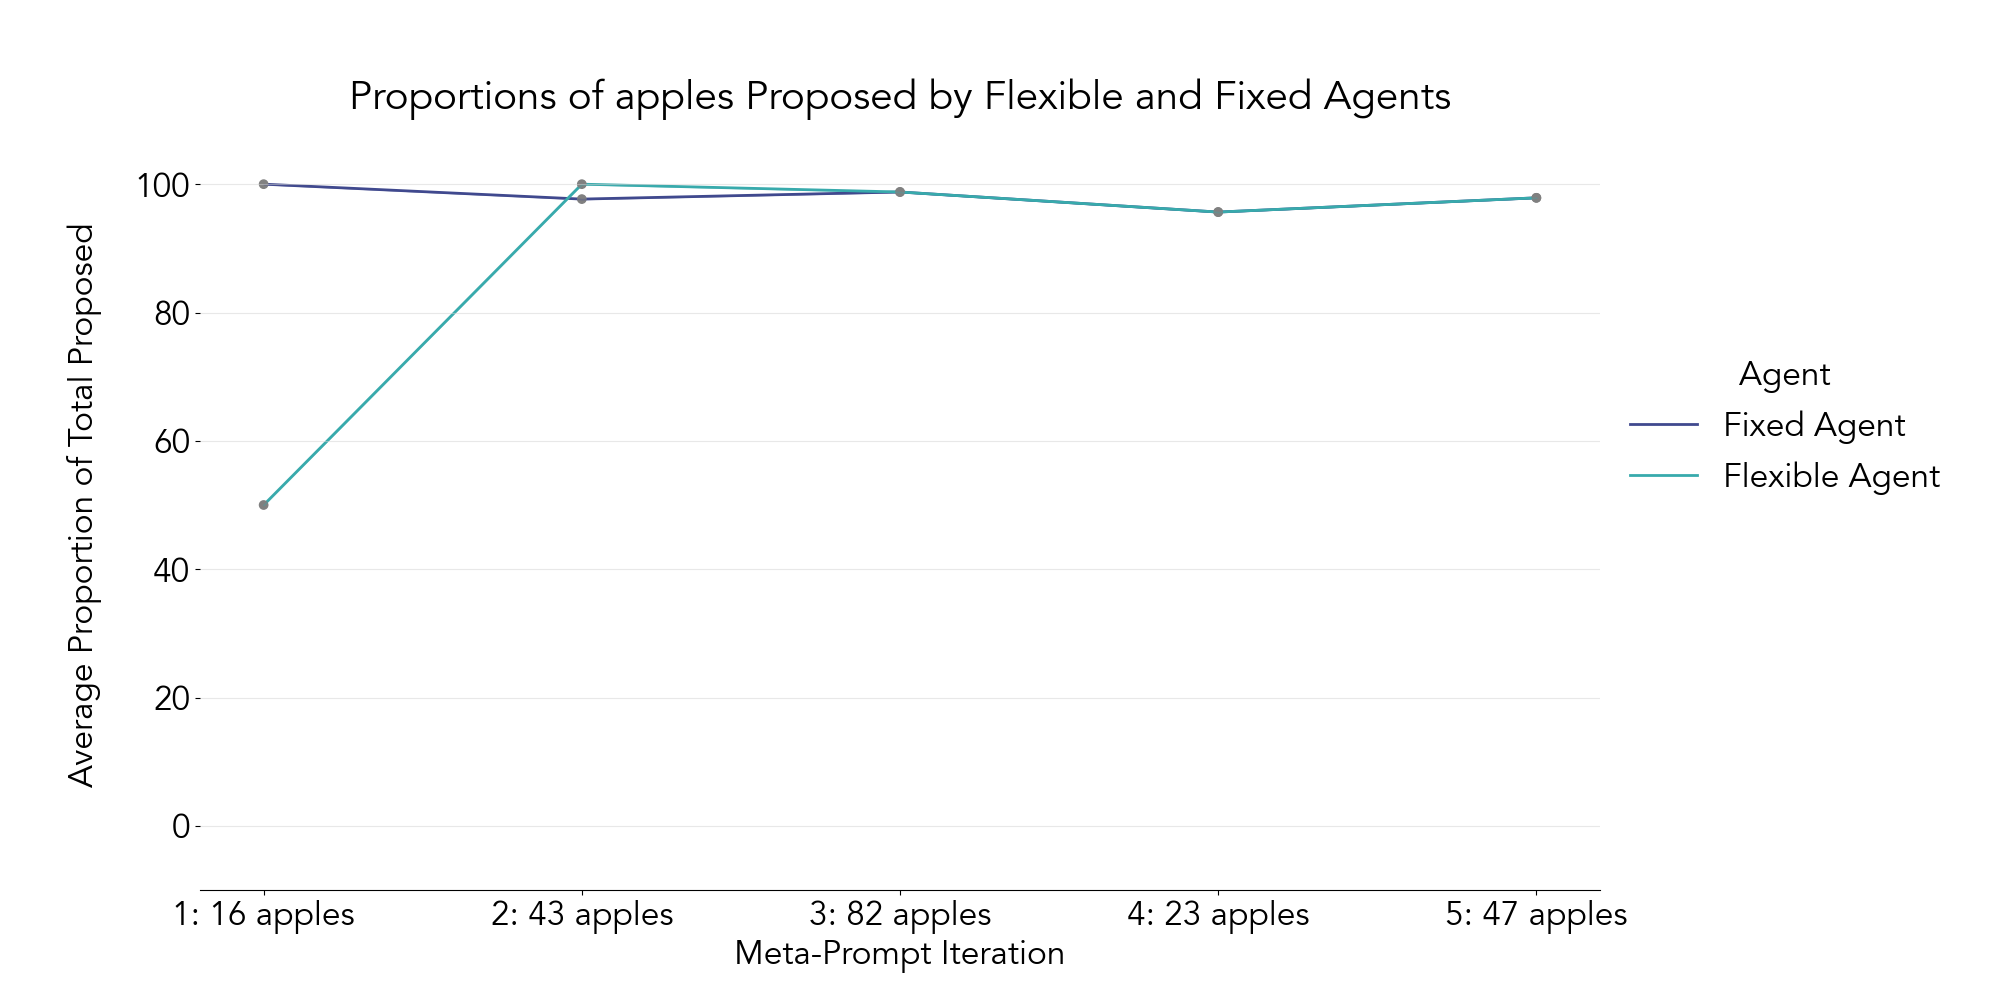 Proportions of apples Proposed by Flexible and Fixed Agents
Average Proportion of Total Proposed
100
80
60
40
20
0
1: 16 apples
2: 43 apples
3: 82 apples
4: 23 apples
5: 47 apples
Meta-Prompt Iteration
Agent
Fixed Agent
Flexible Agent